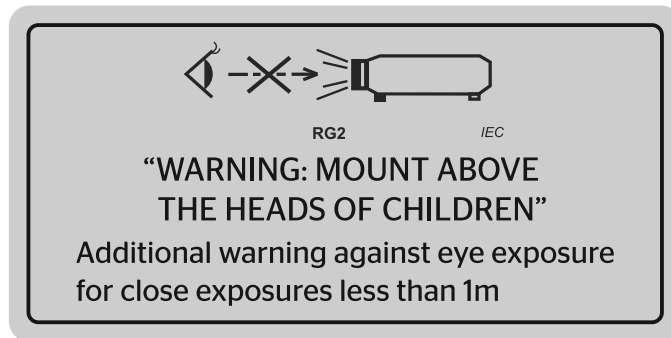 RG2 IEC
“WARNING: MOUNT ABOVE
THE HEADS OF CHILDREN”
Additional warning against eye exposure
for close exposures less than 1m